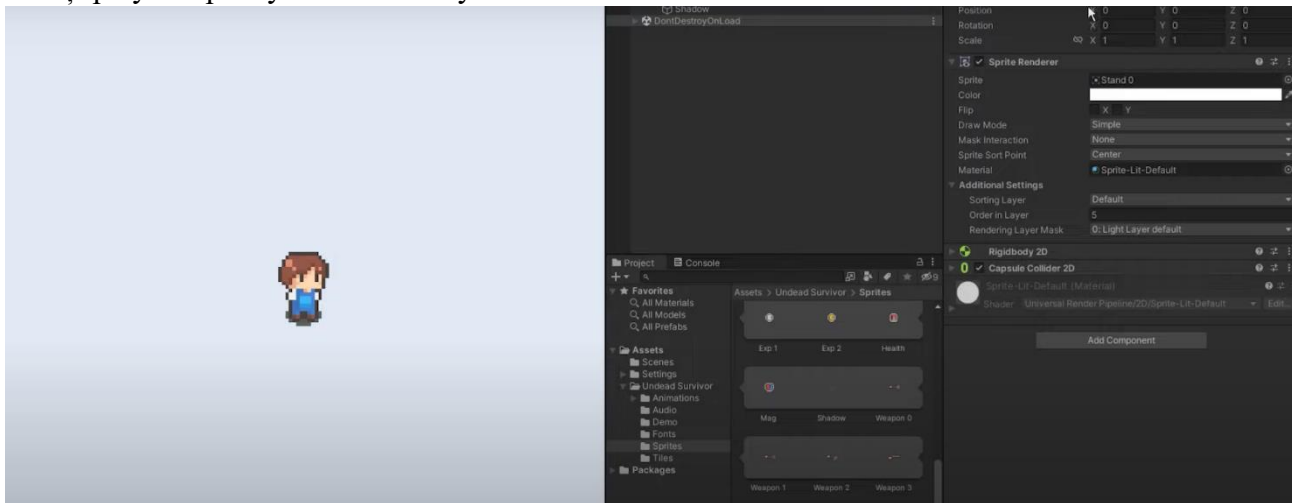 Shadow
DontDestroyOnLoad
Project
Console
Favorites
All Materials
All Models
All Prefabs
Assets
Scenes
Settings
Undead Survivor
Animations
Audio
Demo
Fonts
Sprites
Tiles
Packages
Assets > Undead Survivor > Sprites
9
Exp 1 Exp 2 Health
Mag Shadow Weapon 0
Weapon 1 Weapon 2 Weapon 3
Position X 0 Y 0 Z 0
Rotation X 0 Y 0 Z 0
Scale X 1 Y 1 Z 1
Sprite Renderer
Sprite Stand 0
Color
Flip X Y
Draw Mode Simple
Mask Interaction None
Sprite Sort Point Center
Material Sprite-Lit-Default
Additional Settings
Sorting Layer Default
Order in Layer 5
Rendering Layer Mask 0: Light Layer default
Rigidbody 2D
Capsule Collider 2D
Sprite-Lit-Default (Material)
Shader Universal Render Pipeline/2D/Sprite-Lit-Default Edit...
Add Component